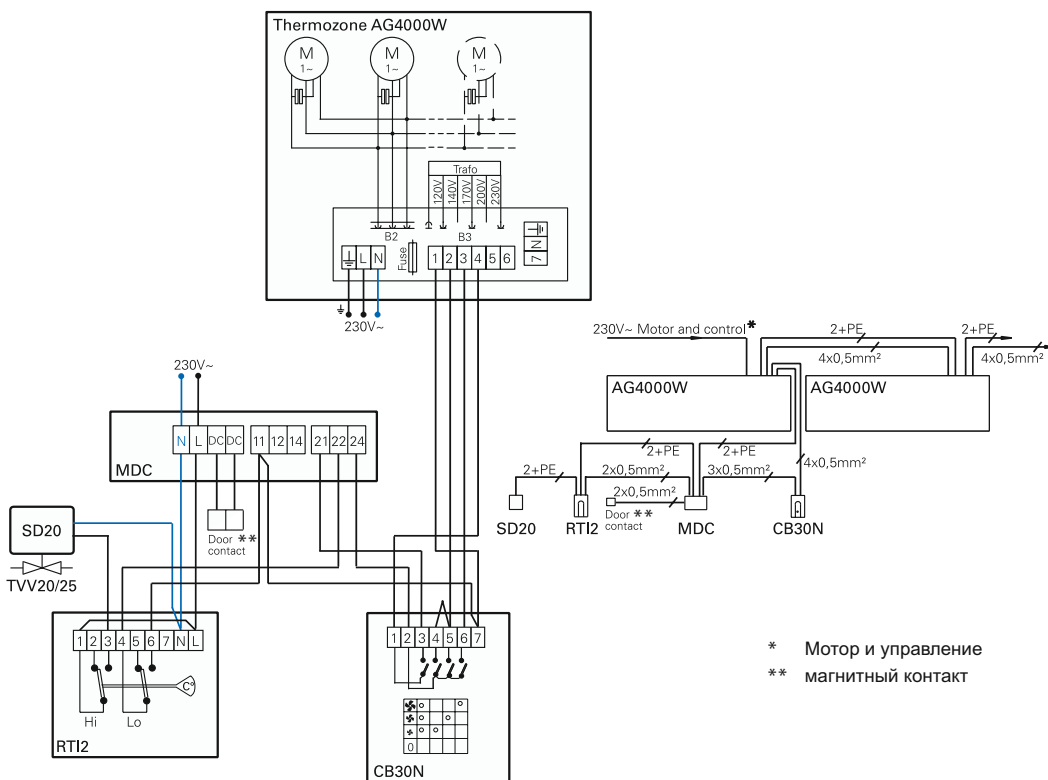 Thermozone AG4000W
M M M
1~ 1~ 1~
Trafo
120V 140V 170V 200V 230V
B2 B3
Fuse
L N
1 2 3 4 5 6
7 N
230V~
230V~
N L DC DC 11 12 14 21 22 24
MDC
Door **
contact
SD20
TVV20/25
1 2 3 4 5 6 7 N L
C°
Hi Lo
RTI2
1 2 3 4 5 6 7
0
CB30N
230V~ Motor and control*
2+PE 2+PE
4x0,5mm² 4x0,5mm²
AG4000W AG4000W
2+PE 2+PE
4x0,5mm²
2+PE 2x0,5mm² 3x0,5mm²
2x0,5mm²
Door **
contact
SD20 RTI2 MDC CB30N
* Мотор и управление
** магнитный контакт